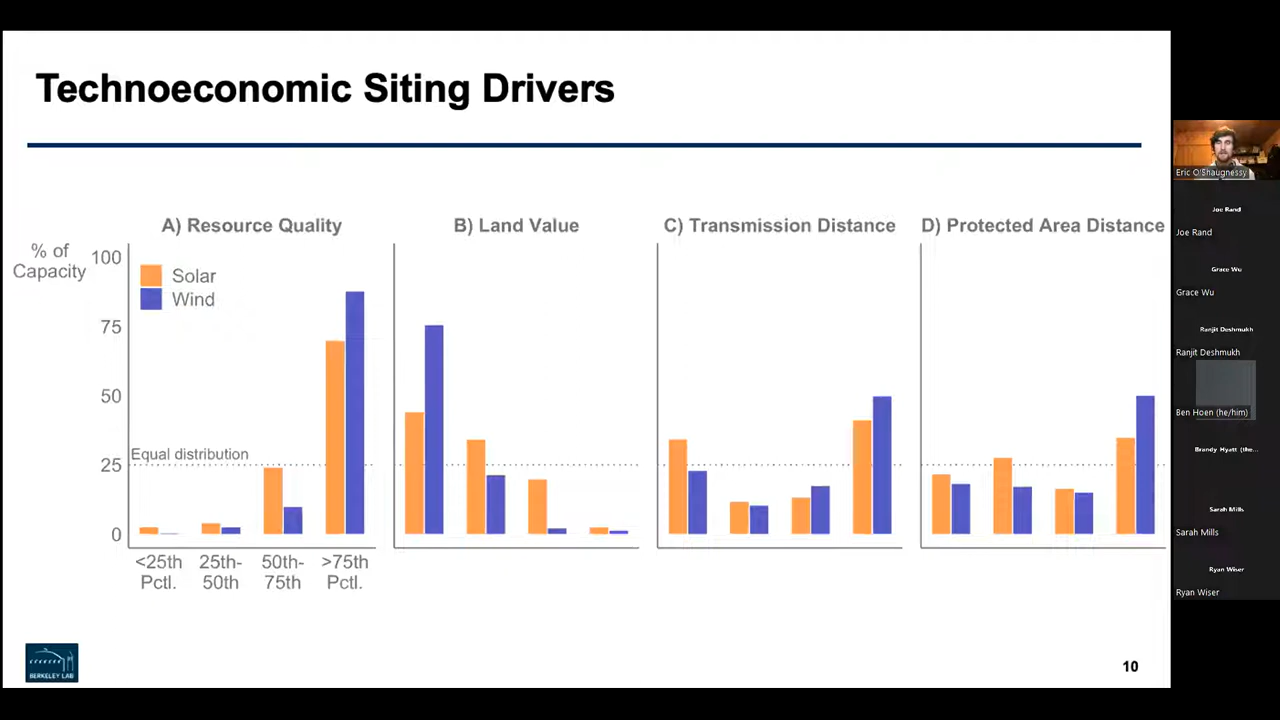 Technoeconomic Siting Drivers
A) Resource Quality
B) Land Value
C) Transmission Distance
D) Protected Area Distance
% of
Capacity
100
75
50
25
0
Solar
Wind
Equal distribution
<25th
Pctl.
25th-
50th
50th-
75th
>75th
Pctl.
BERKELEY LAB
10
Eric O'Shaugnessy
Joe Rand
Joe Rand
Grace Wu
Grace Wu
Ranjit Deshmukh
Ranjit Deshmukh
Ben Hoen (he/him)
Brandy Hyatt (the...
Sarah Mills
Sarah Mills
Ryan Wiser
Ryan Wiser